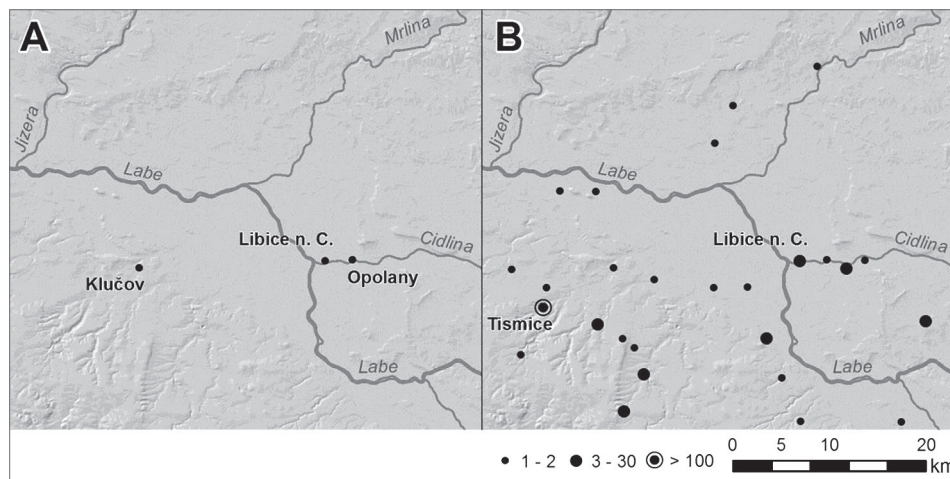 A
Mrlina
Jizera
Labe
Libice n. C.
Cidlina
Opolany
Klučov
Labe
B
Mrlina
Jizera
Labe
Libice n. C.
Cidlina
Tismice
Labe
0 5 10 20
1 - 2 3 - 30 > 100 km